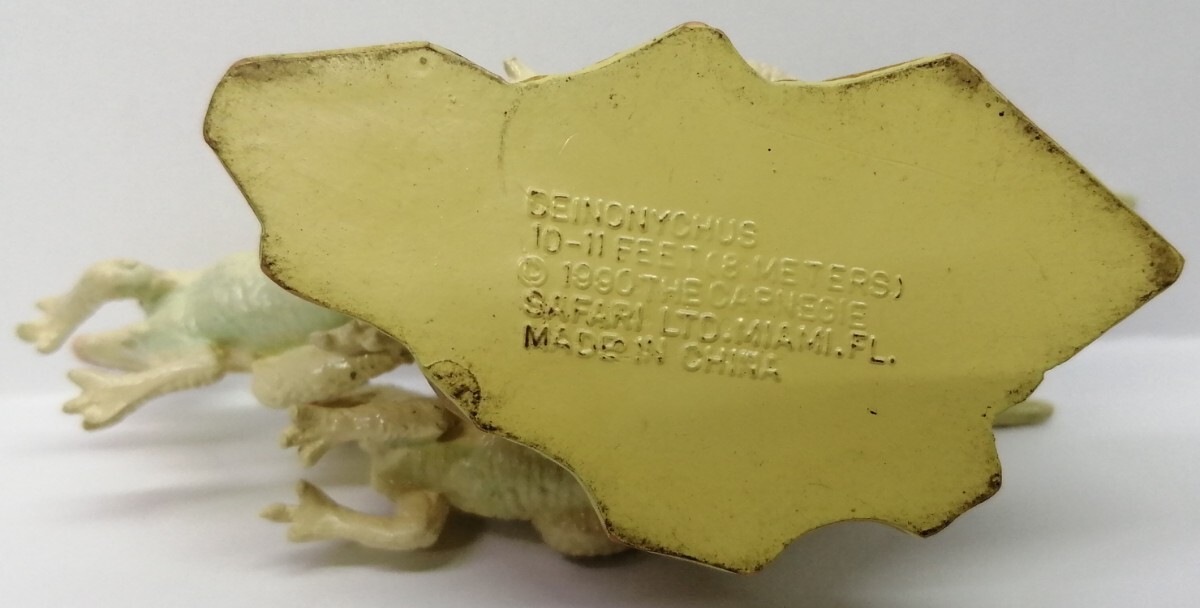 DEINONYCHUS
10-11 FEET (3 METERS)
© 1990 THE CARNEGIE
SAFARI LTD. MIAMI, FL.
MADE IN CHINA